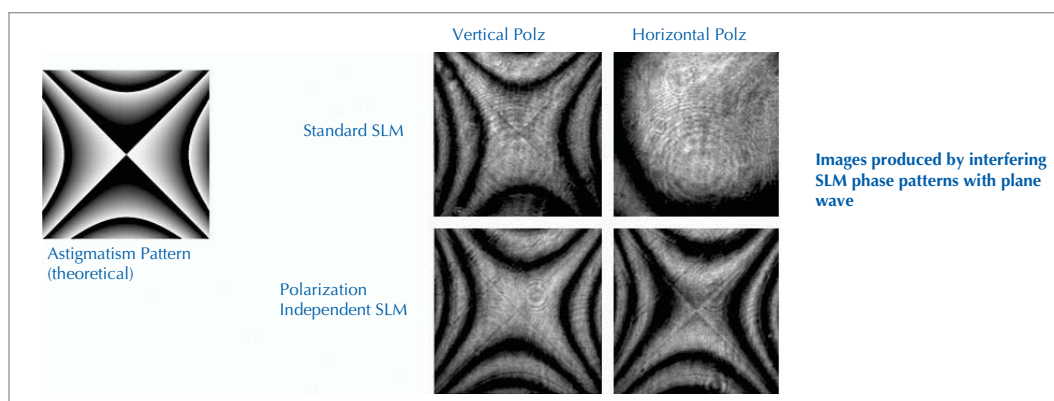 Vertical Polz
Horizontal Polz
Standard SLM
Images produced by interfering
SLM phase patterns with plane
wave
Astigmatism Pattern
(theoretical)
Polarization
Independent SLM